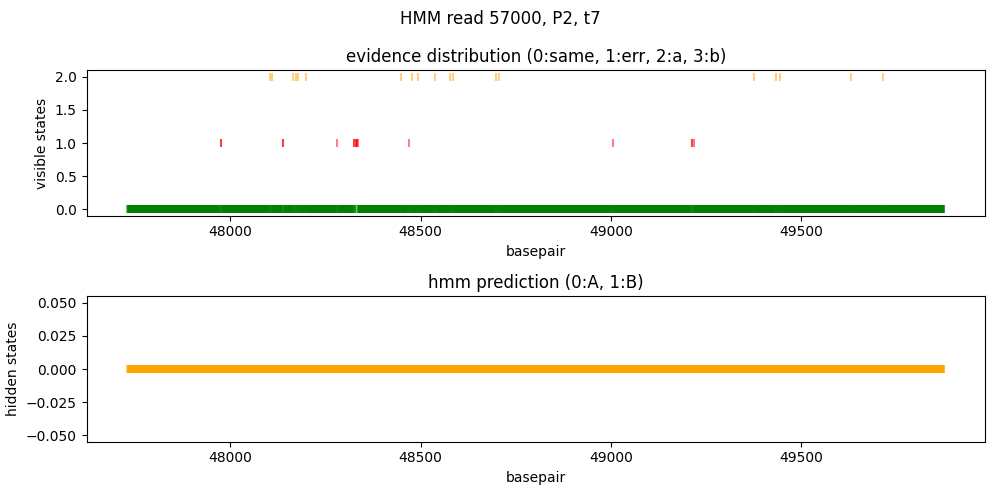 HMM read 57000, P2, t7
evidence distribution (0:same, 1:err, 2:a, 3:b)
visible states
2.0
1.5
1.0
0.5
0.0
48000 48500 49000 49500
basepair
hmm prediction (0:A, 1:B)
hidden states
0.050
0.025
0.000
−0.025
−0.050
48000 48500 49000 49500
basepair